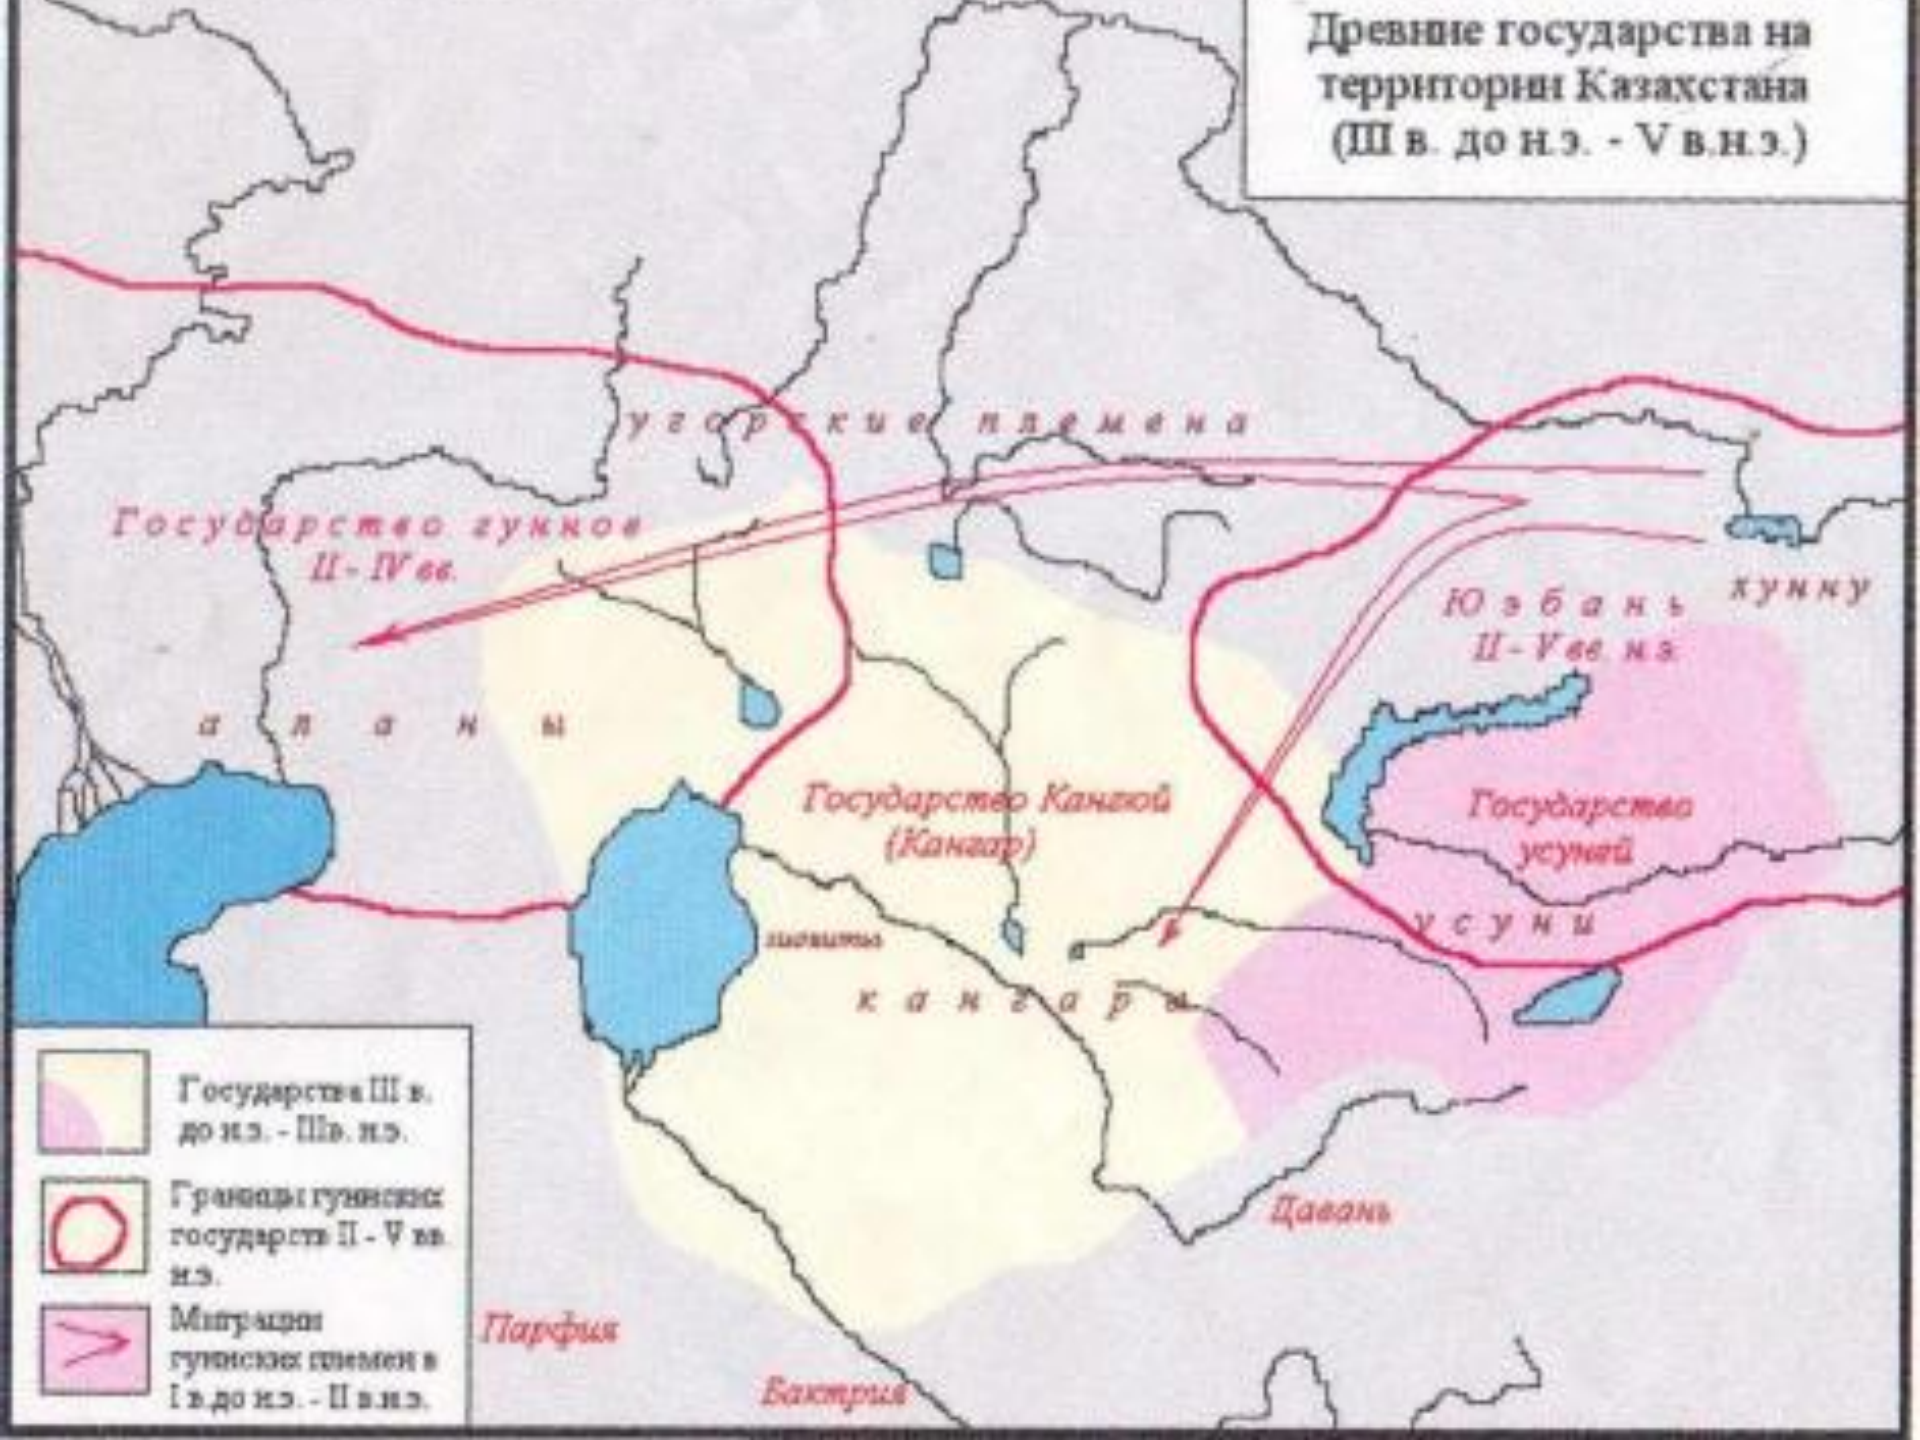 Древние государства на
территории Казахстана
(III в. до н.э. - V в.н.э.)
угорские племена
Государство гуннов
II - IV вв.
Юэбань
II - V вв. н.э.
хунну
аланы
Государство Кангюй
(Кангар)
Государство
усуней
усуни
кангары
Давань
Парфия
Бактрия
Государства III в.
до н.э. - IIIв. н.э.
Границы гуннских
государств II - V вв.
н.э.
Миграции
гуннских племен в
I в.до н.э. - II в.н.э.